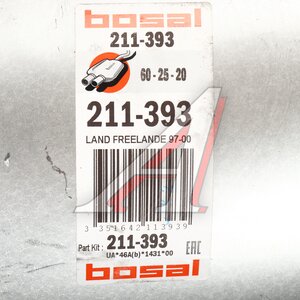 bosal
211-393
60-25-20
211-393
LAND FREELANDE 97-00
3 351642 113939
Part Kit : 211-393
UA*46A(b)*1431*00
EAC
bosal